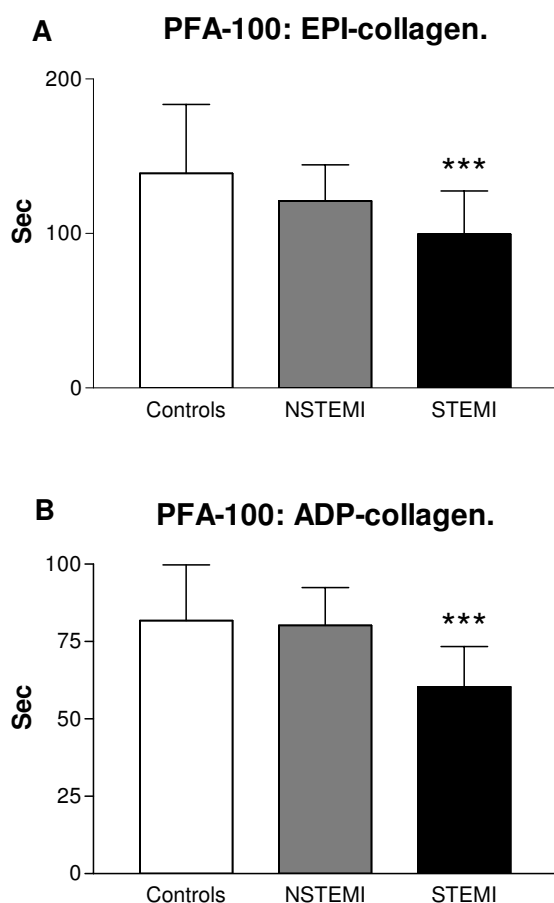 A
PFA-100: EPI-collagen.
200
***
Sec
100
0
Controls NSTEMI STEMI
B
PFA-100: ADP-collagen.
100
***
75
Sec
50
25
0
Controls NSTEMI STEMI